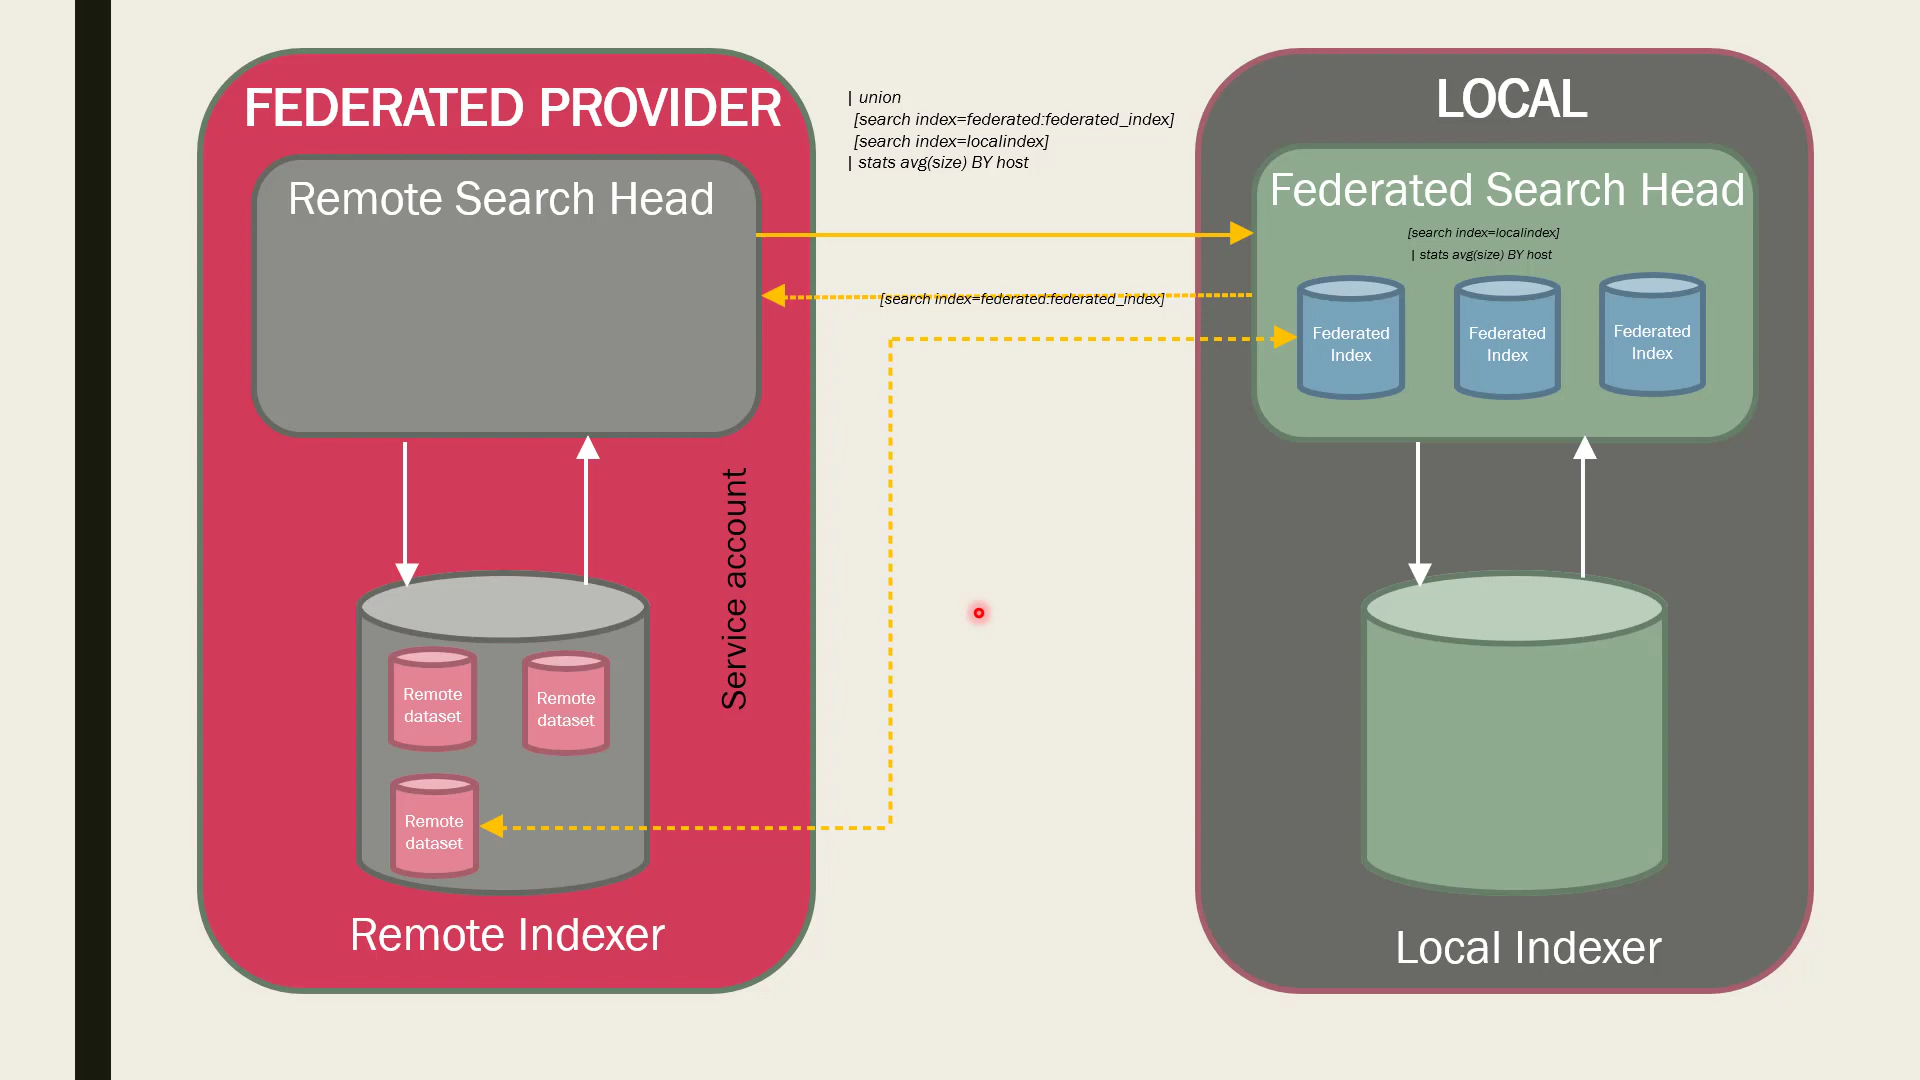 FEDERATED PROVIDER
Remote Search Head
| union
[search index=federated:federated_index]
[search index=localindex]
| stats avg(size) BY host
LOCAL
Federated Search Head
[search index=localindex]
| stats avg(size) BY host
[search index=federated:federated_index]
Federated
Index
Federated
Index
Federated
Index
Service account
Remote
dataset
Remote
dataset
Remote
dataset
Remote Indexer
Local Indexer